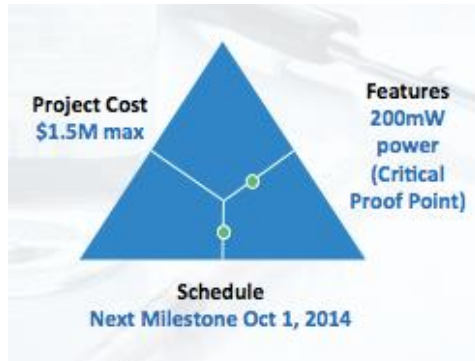 Project Cost
$1.5M max
Features
200mW
power
(Critical
Proof Point)
Schedule
Next Milestone Oct 1, 2014